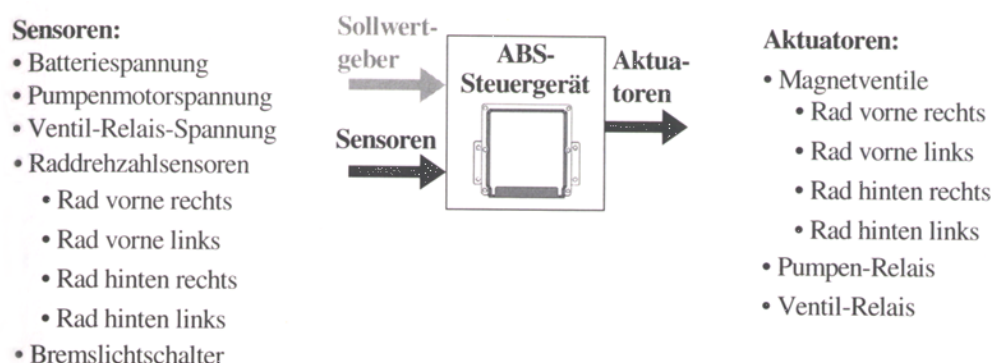 Sensoren:
• Batteriespannung
• Pumpenmotorspannung
• Ventil-Relais-Spannung
• Raddrehzahlsensoren
• Rad vorne rechts
• Rad vorne links
• Rad hinten rechts
• Rad hinten links
• Bremslichtschalter
Sollwert-
geber
Sensoren
ABS-
Steuergerät
Aktua-
toren
Aktuatoren:
• Magnetventile
• Rad vorne rechts
• Rad vorne links
• Rad hinten rechts
• Rad hinten links
• Pumpen-Relais
• Ventil-Relais